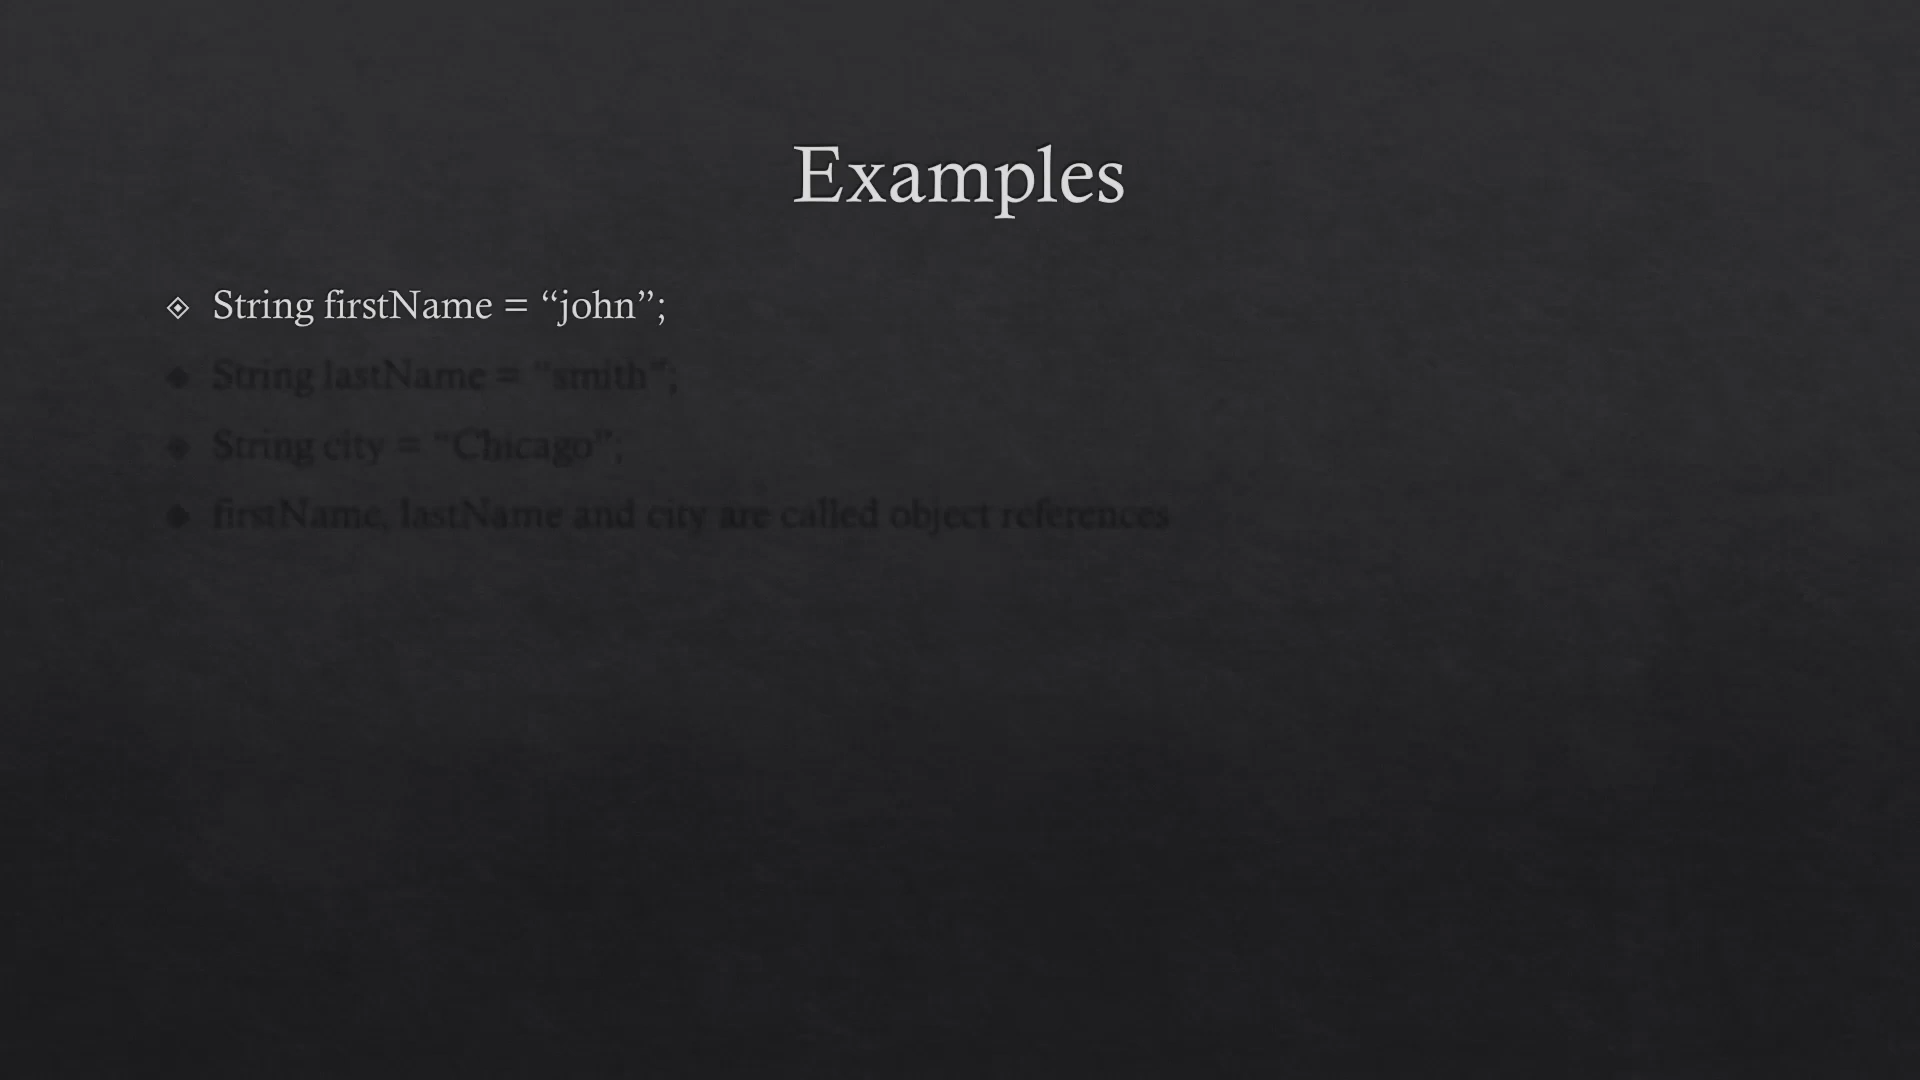 Examples
String firstName = “john”;
String lastName = “smith”;
String city = “Chicago”;
firstName, lastName and city are called object references